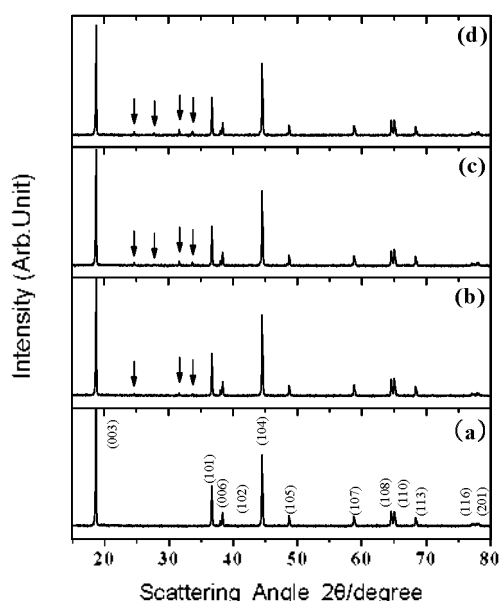 (d)
(c)
(b)
(a)
Intensity (Arb.Unit)
(003)
(101)
(006)
(102)
(104)
(105)
(107)
(108)
(110)
(113)
(116)
(201)
20 30 40 50 60 70 80
Scattering Angle 2θ/degree